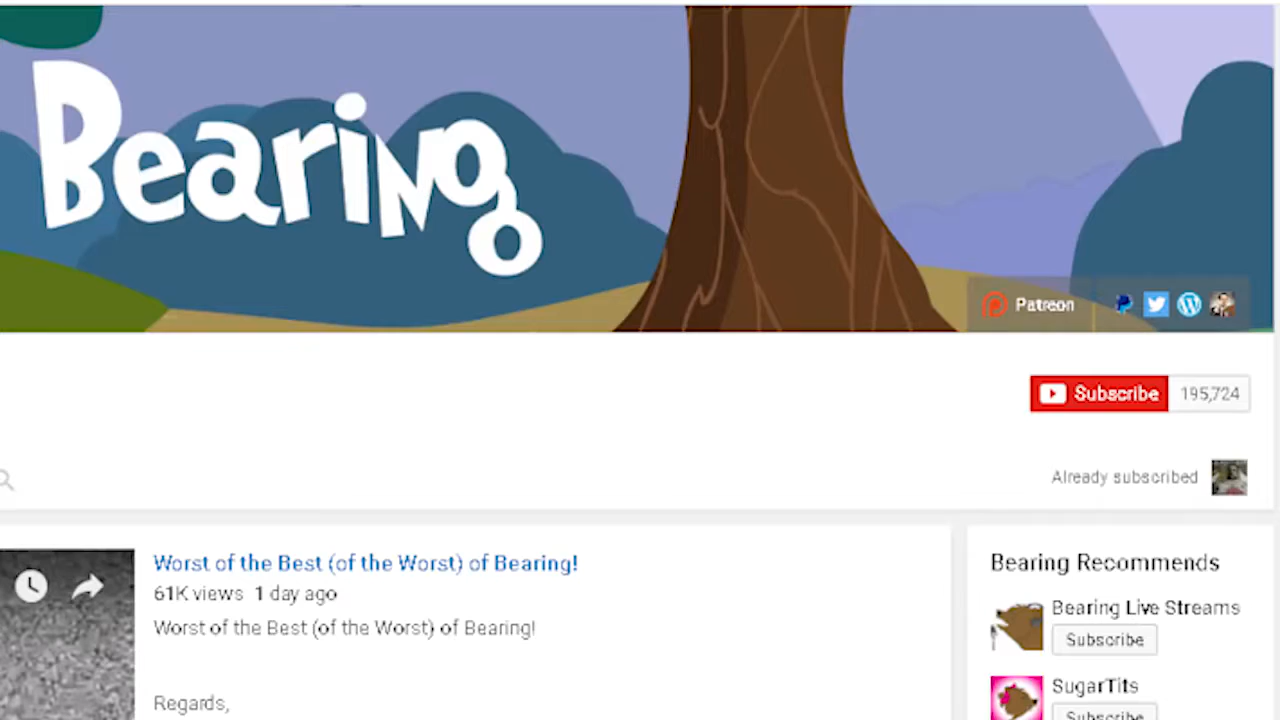 Bearing
Patreon
Subscribe 195,724
Already subscribed
Worst of the Best (of the Worst) of Bearing!
61K views 1 day ago
Worst of the Best (of the Worst) of Bearing!
Regards,
Bearing Recommends
Bearing Live Streams
Subscribe
SugarTits
Subscribe